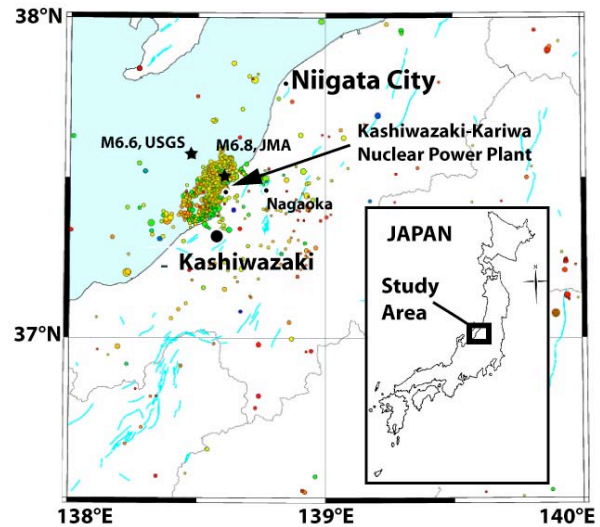 38°N
Niigata City
M6.6, USGS
M6.8, JMA
Kashiwazaki-Kariwa
Nuclear Power Plant
Nagaoka
Kashiwazaki
JAPAN
N
Study
Area
37°N
138°E
139°E
140°E